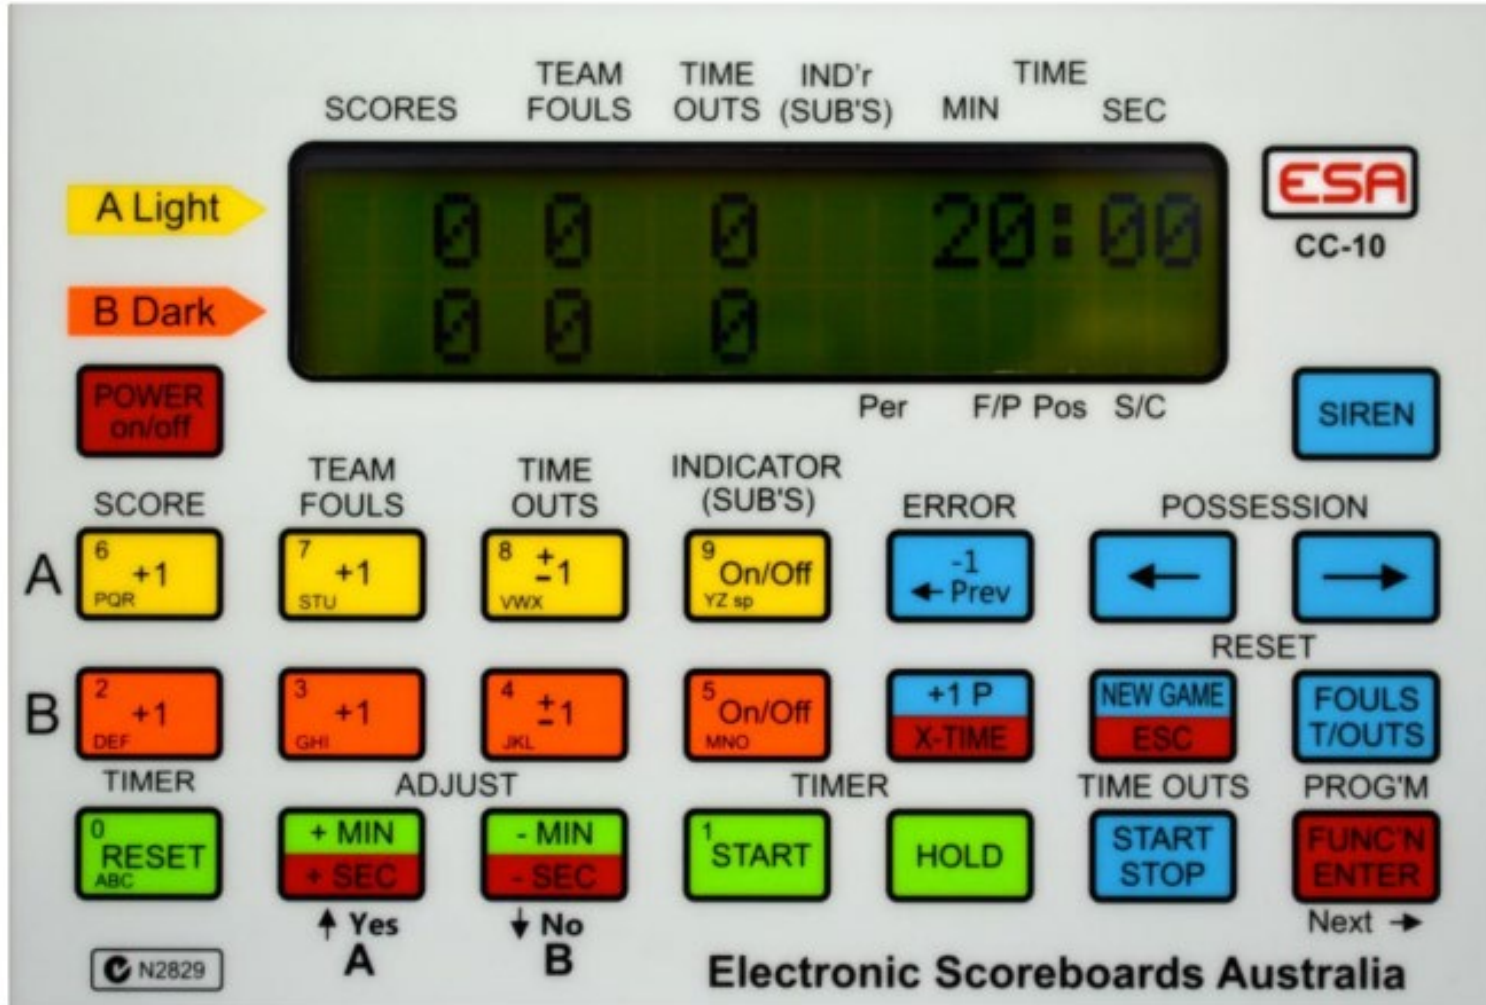 TEAM TIME IND'r TIME
SCORES FOULS OUTS (SUB'S) MIN SEC
A Light 0 0 0 20:00
ESA
CC-10
B Dark 0 0 0
Per F/P Pos S/C
POWER
on/off
SIREN
TEAM TIME INDICATOR
SCORE FOULS OUTS (SUB'S) ERROR POSSESSION
A
6 +1 PQR
7 +1 STU
8 ±1 VWX
9 On/Off YZ sp
-1
← Prev
←
→
RESET
B
2 +1 DEF
3 +1 GHI
4 ±1 JKL
5 On/Off MNO
+1 P
X-TIME
NEW GAME
ESC
FOULS
T/OUTS
TIMER ADJUST TIMER TIME OUTS PROG'M
0 RESET ABC
+ MIN
+ SEC
- MIN
- SEC
1 START
HOLD
START
STOP
FUNC'N
ENTER
↑ Yes ↓ No Next →
A B
N2829
Electronic Scoreboards Australia